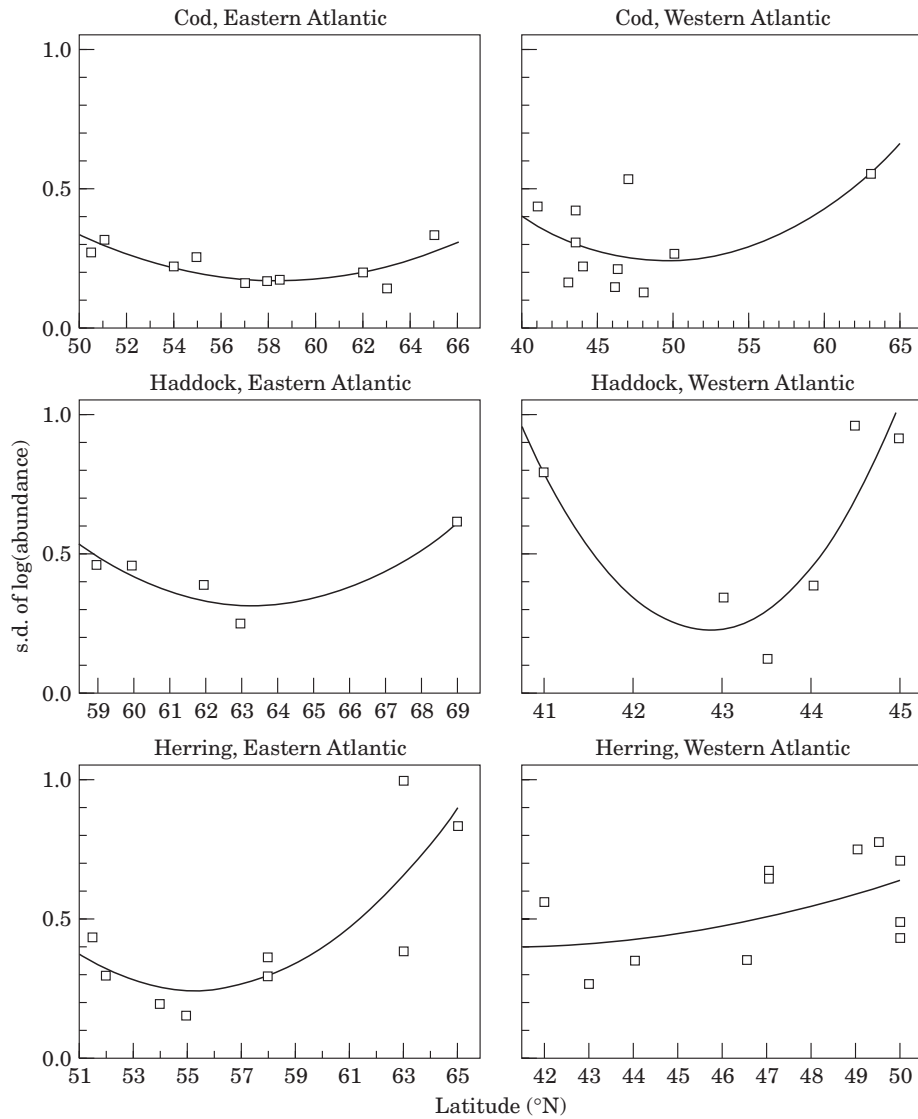 Cod, Eastern Atlantic
Cod, Western Atlantic
1.0
0.5
0.0
50 52 54 56 58 60 62 64 66
40 45 50 55 60 65
Haddock, Eastern Atlantic
Haddock, Western Atlantic
1.0
0.5
0.0
59 60 61 62 63 64 65 66 67 68 69
41 42 43 44 45
s.d. of log(abundance)
Herring, Eastern Atlantic
Herring, Western Atlantic
1.0
0.5
0.0
51 53 55 57 59 61 63 65
42 43 44 45 46 47 48 49 50
Latitude (°N)